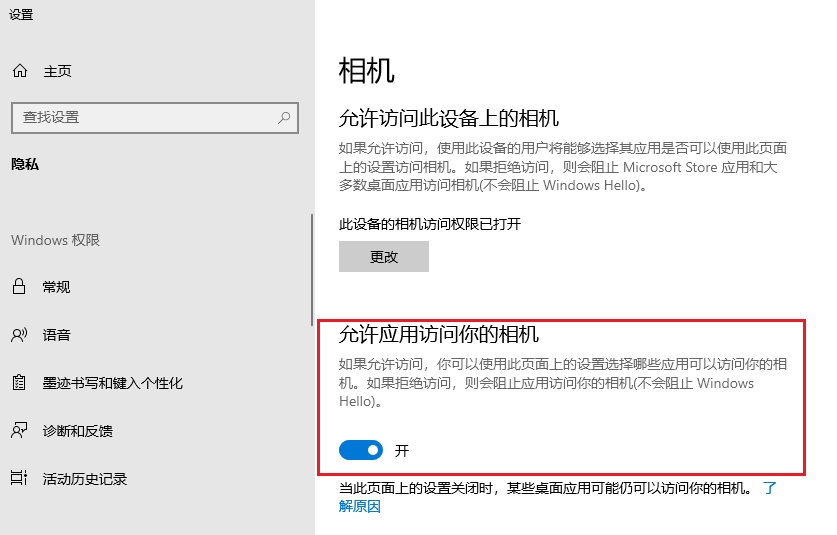 设置
主页
查找设置
隐私
Windows 权限
常规
语音
墨迹书写和键入个性化
诊断和反馈
活动历史记录
相机
允许访问此设备上的相机
如果允许访问，使用此设备的用户将能够选择其应用是否可以使用此页面
上的设置访问相机。如果拒绝访问，则会阻止 Microsoft Store 应用和大
多数桌面应用访问相机(不会阻止 Windows Hello)。
此设备的相机访问权限已打开
更改
允许应用访问你的相机
如果允许访问，你可以使用此页面上的设置选择哪些应用可以访问你的相
机。如果拒绝访问，则会阻止应用访问你的相机(不会阻止 Windows
Hello)。
开
当此页面上的设置关闭时，某些桌面应用可能仍可以访问你的相机。 了
解原因